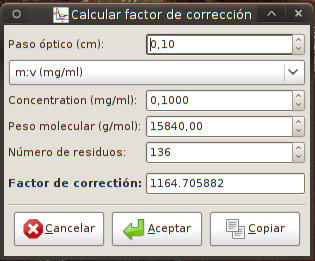 Calcular factor de corrección
Paso óptico (cm): 0,10
m:v (mg/ml)
Concentration (mg/ml): 0,1000
Peso molecular (g/mol): 15840,00
Número de residuos: 136
Factor de correctión: 1164.705882
Cancelar Aceptar Copiar